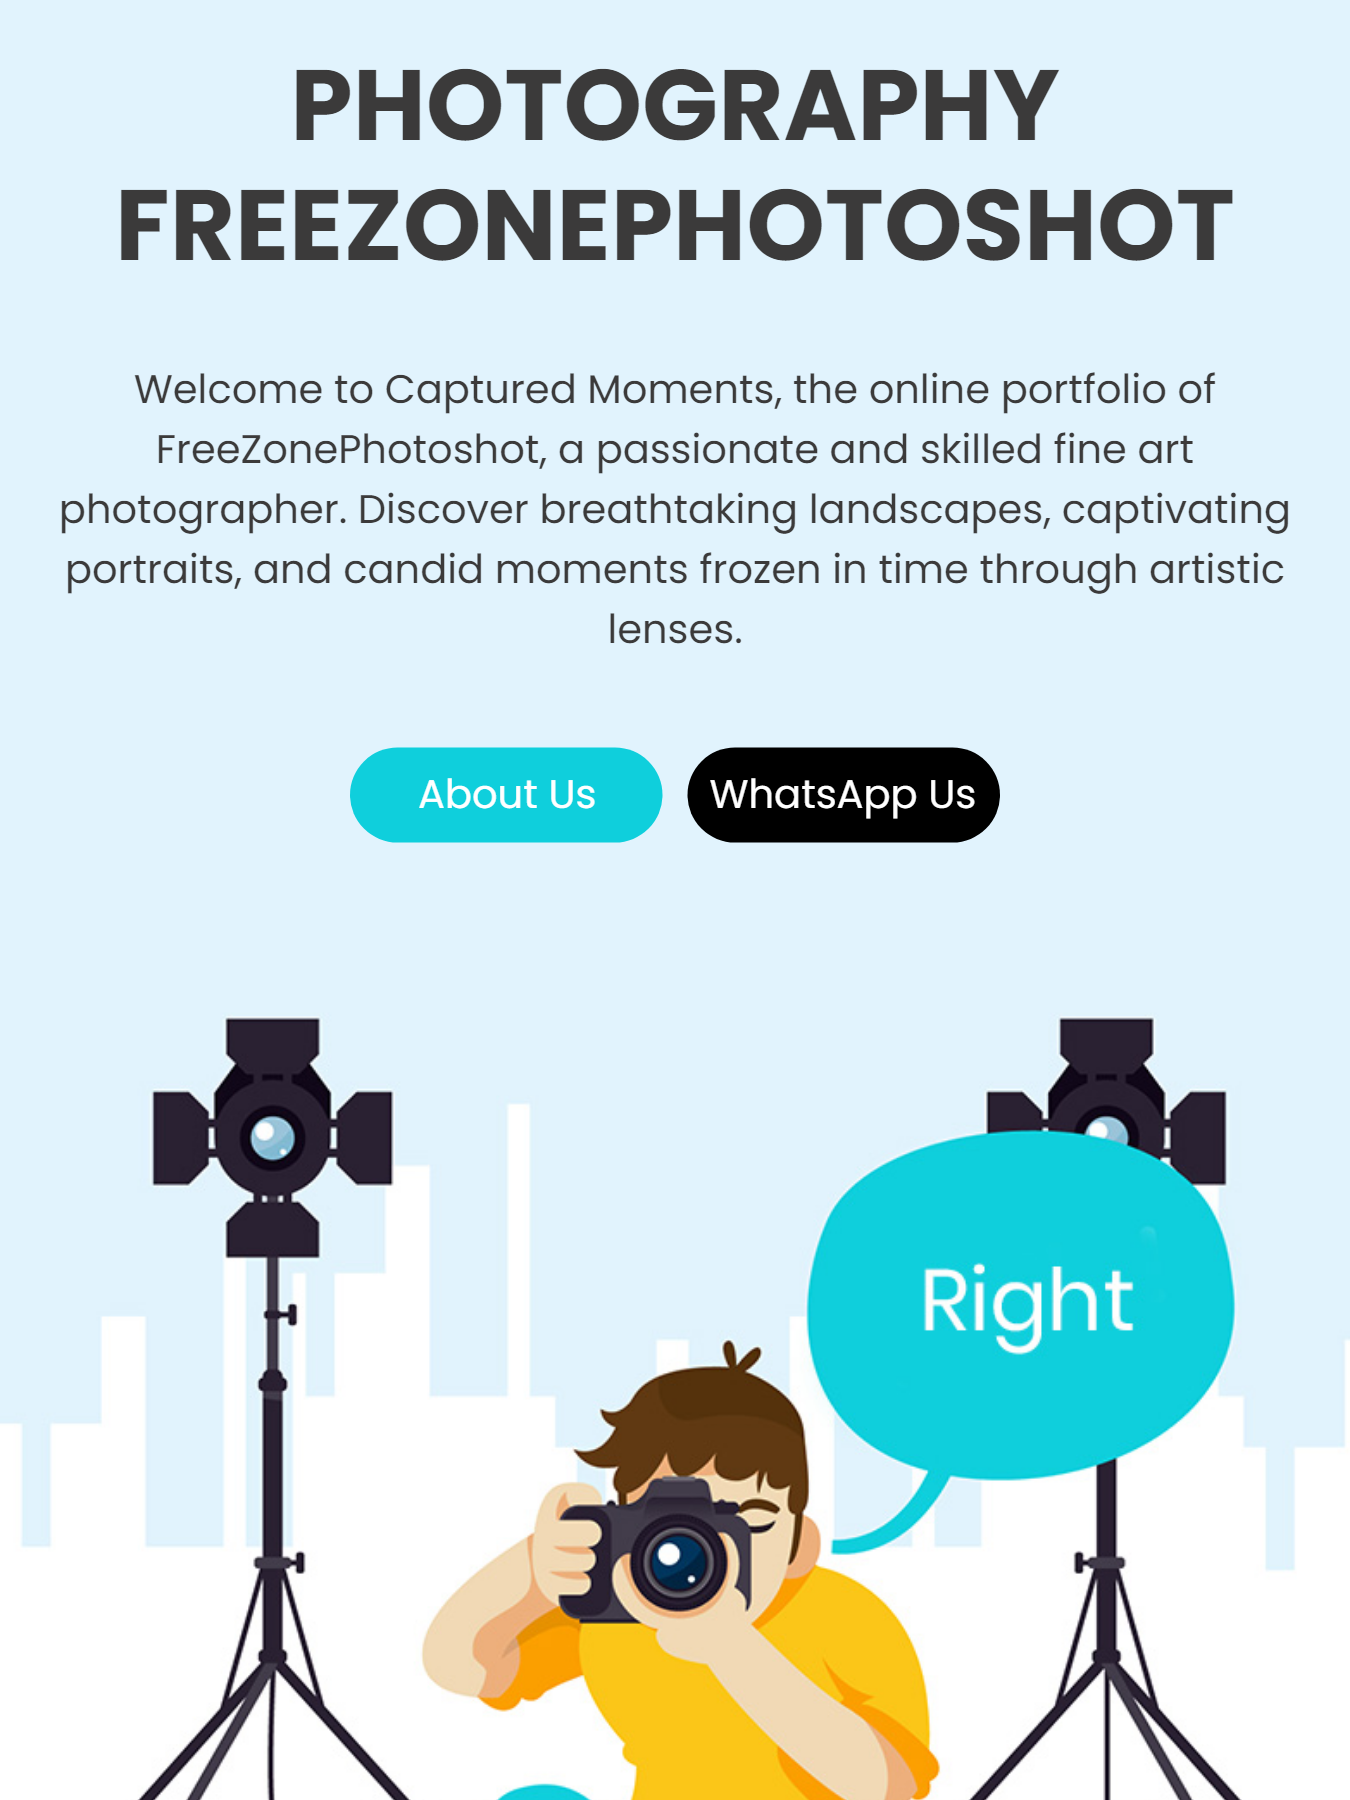 PHOTOGRAPHY
FREEZONEPHOTOSHOT
Welcome to Captured Moments, the online portfolio of
FreeZonePhotoshot, a passionate and skilled fine art
photographer. Discover breathtaking landscapes, captivating
portraits, and candid moments frozen in time through artistic
lenses.
About Us
WhatsApp Us
Right